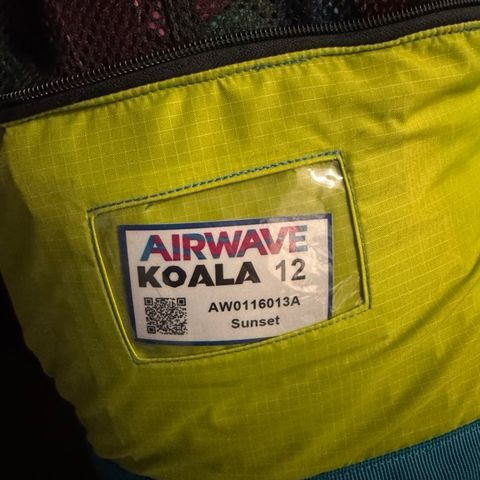 AIRWAVE
KOALA 12
AW0116013A
Sunset